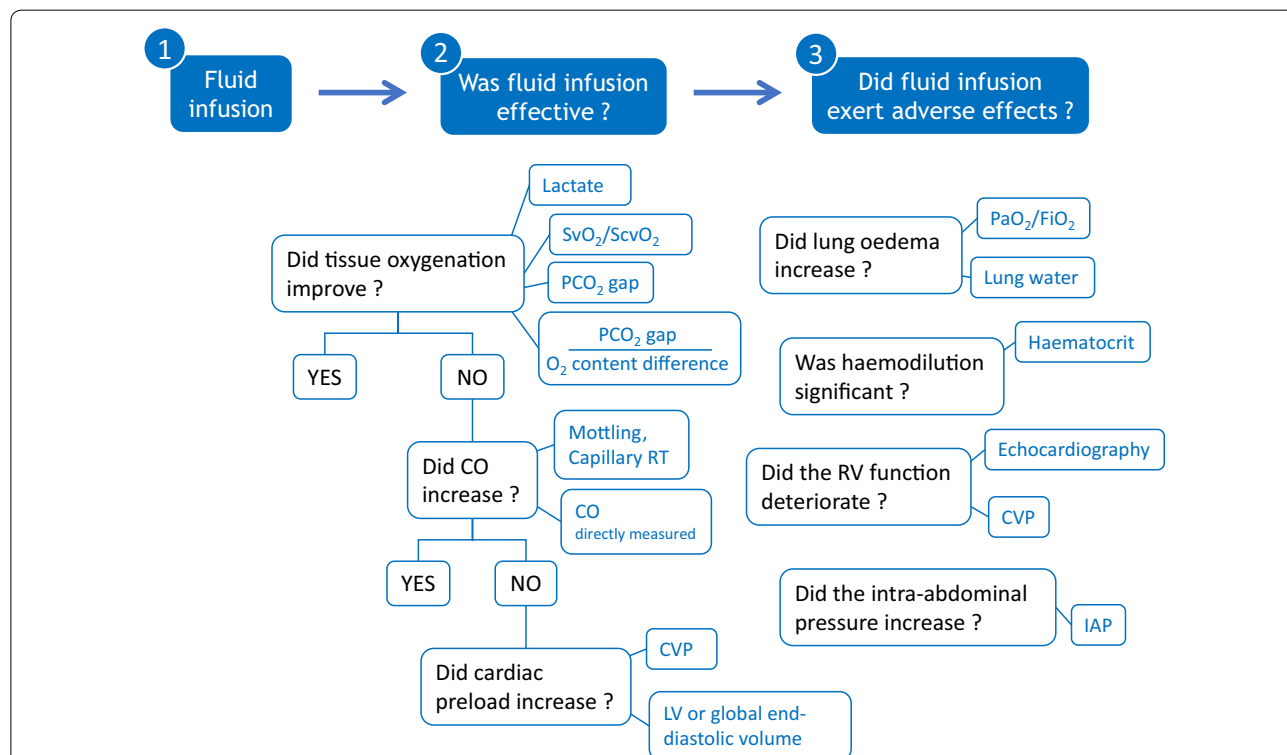 1
Fluid
infusion
2
Was fluid infusion
effective ?
3
Did fluid infusion
exert adverse effects ?
Did tissue oxygenation
improve ?
Lactate
SvO₂/ScvO₂
PCO₂ gap
PCO₂ gap
O₂ content difference
YES
NO
Did CO
increase ?
Mottling,
Capillary RT
CO
directly measured
YES
NO
Did cardiac
preload increase ?
CVP
LV or global end-
diastolic volume
Did lung oedema
increase ?
PaO₂/FiO₂
Lung water
Was haemodilution
significant ?
Haematocrit
Did the RV function
deteriorate ?
Echocardiography
CVP
Did the intra-abdominal
pressure increase ?
IAP